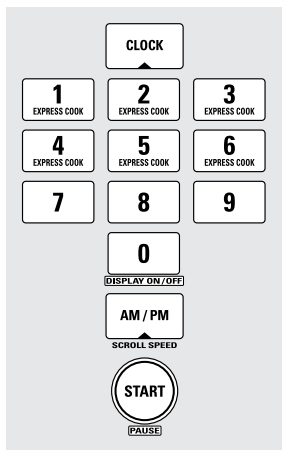 CLOCK
1 2 3
EXPRESS COOK EXPRESS COOK EXPRESS COOK
4 5 6
EXPRESS COOK EXPRESS COOK EXPRESS COOK
7 8 9
0
DISPLAY ON/OFF
AM / PM
SCROLL SPEED
START
PAUSE